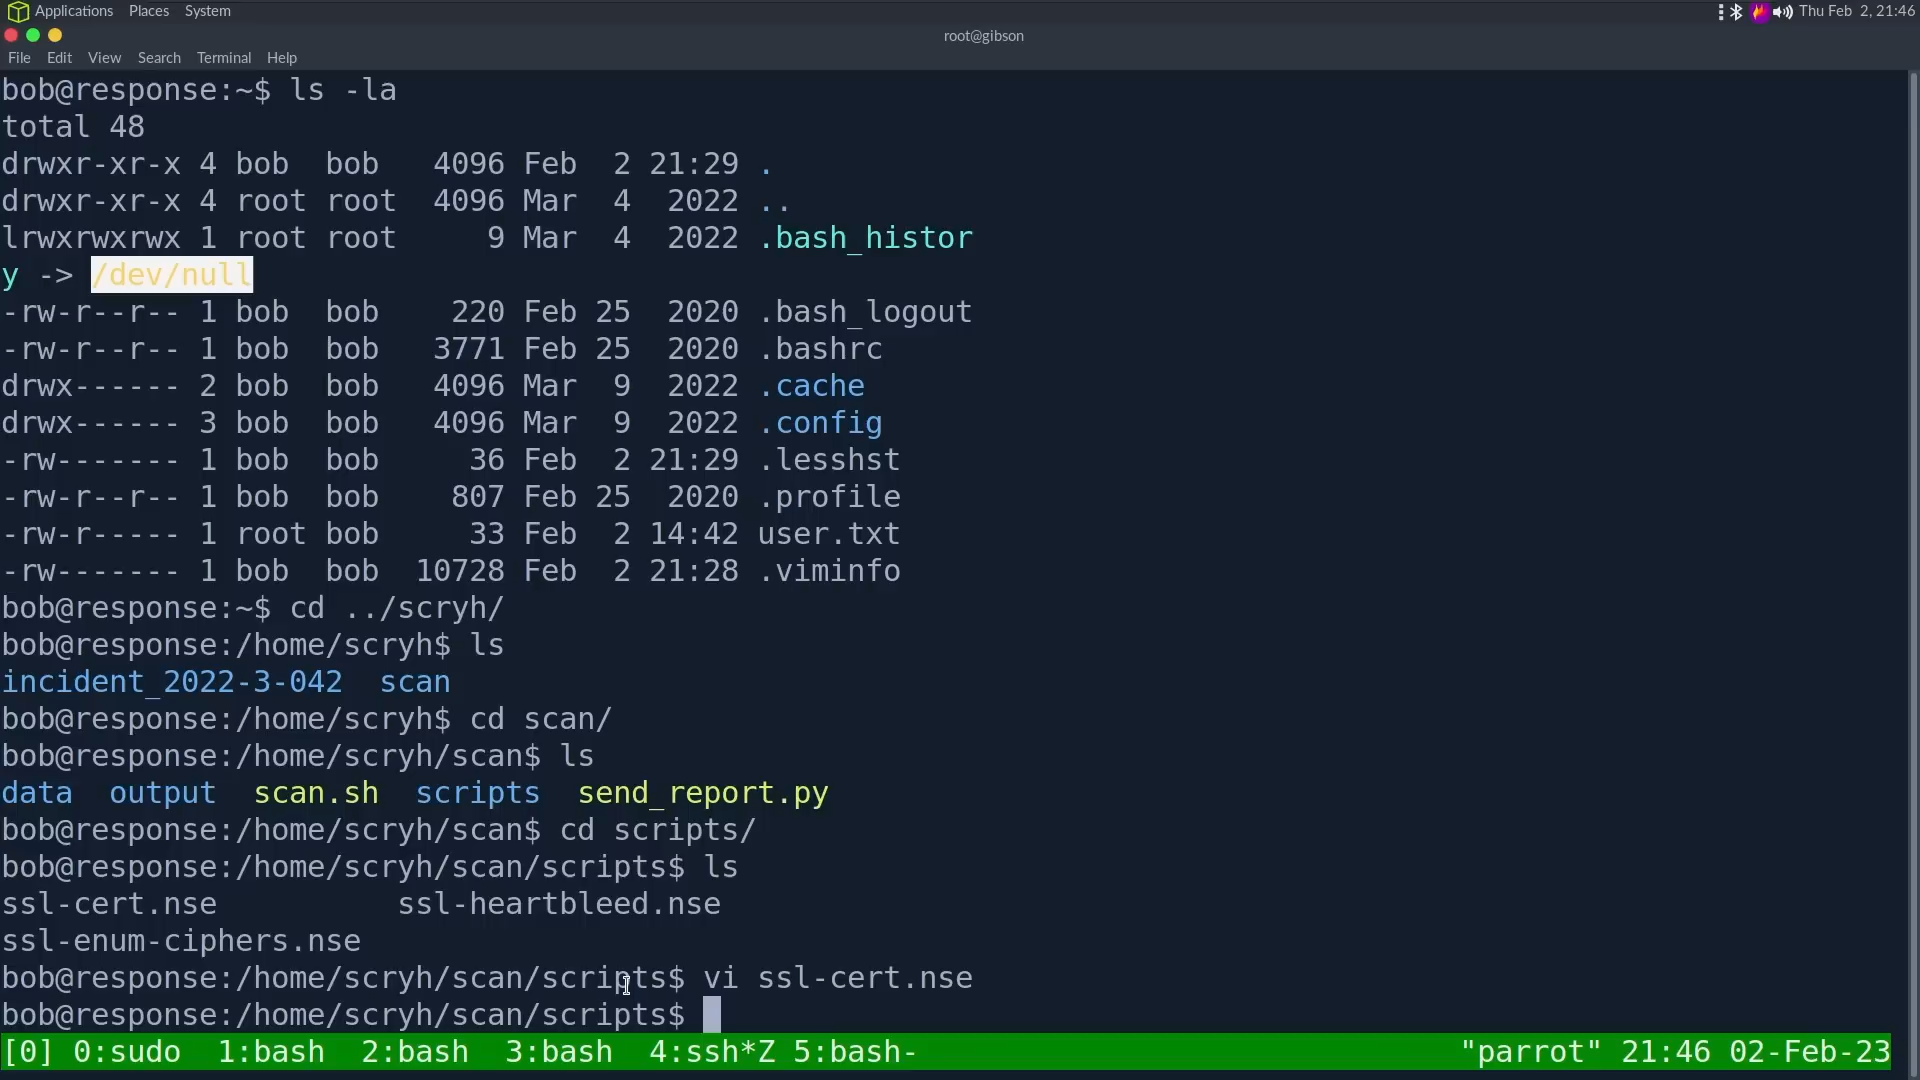 Applications Places System Thu Feb 2, 21:46
root@gibson
File Edit View Search Terminal Help
bob@response:~$ ls -la
total 48
drwxr-xr-x 4 bob  bob   4096 Feb  2 21:29 .
drwxr-xr-x 4 root root  4096 Mar  4  2022 ..
lrwxrwxrwx 1 root root     9 Mar  4  2022 .bash_histor
y -> /dev/null
-rw-r--r-- 1 bob  bob    220 Feb 25  2020 .bash_logout
-rw-r--r-- 1 bob  bob   3771 Feb 25  2020 .bashrc
drwx------ 2 bob  bob   4096 Mar  9  2022 .cache
drwx------ 3 bob  bob   4096 Mar  9  2022 .config
-rw------- 1 bob  bob     36 Feb  2 21:29 .lesshst
-rw-r--r-- 1 bob  bob    807 Feb 25  2020 .profile
-rw-r----- 1 root bob     33 Feb  2 14:42 user.txt
-rw------- 1 bob  bob  10728 Feb  2 21:28 .viminfo
bob@response:~$ cd ../scryh/
bob@response:/home/scryh$ ls
incident_2022-3-042  scan
bob@response:/home/scryh$ cd scan/
bob@response:/home/scryh/scan$ ls
data  output  scan.sh  scripts  send_report.py
bob@response:/home/scryh/scan$ cd scripts/
bob@response:/home/scryh/scan/scripts$ ls
ssl-cert.nse          ssl-heartbleed.nse
ssl-enum-ciphers.nse
bob@response:/home/scryh/scan/scripts$ vi ssl-cert.nse
bob@response:/home/scryh/scan/scripts$
[0] 0:sudo  1:bash  2:bash  3:bash  4:ssh*Z 5:bash- "parrot" 21:46 02-Feb-23